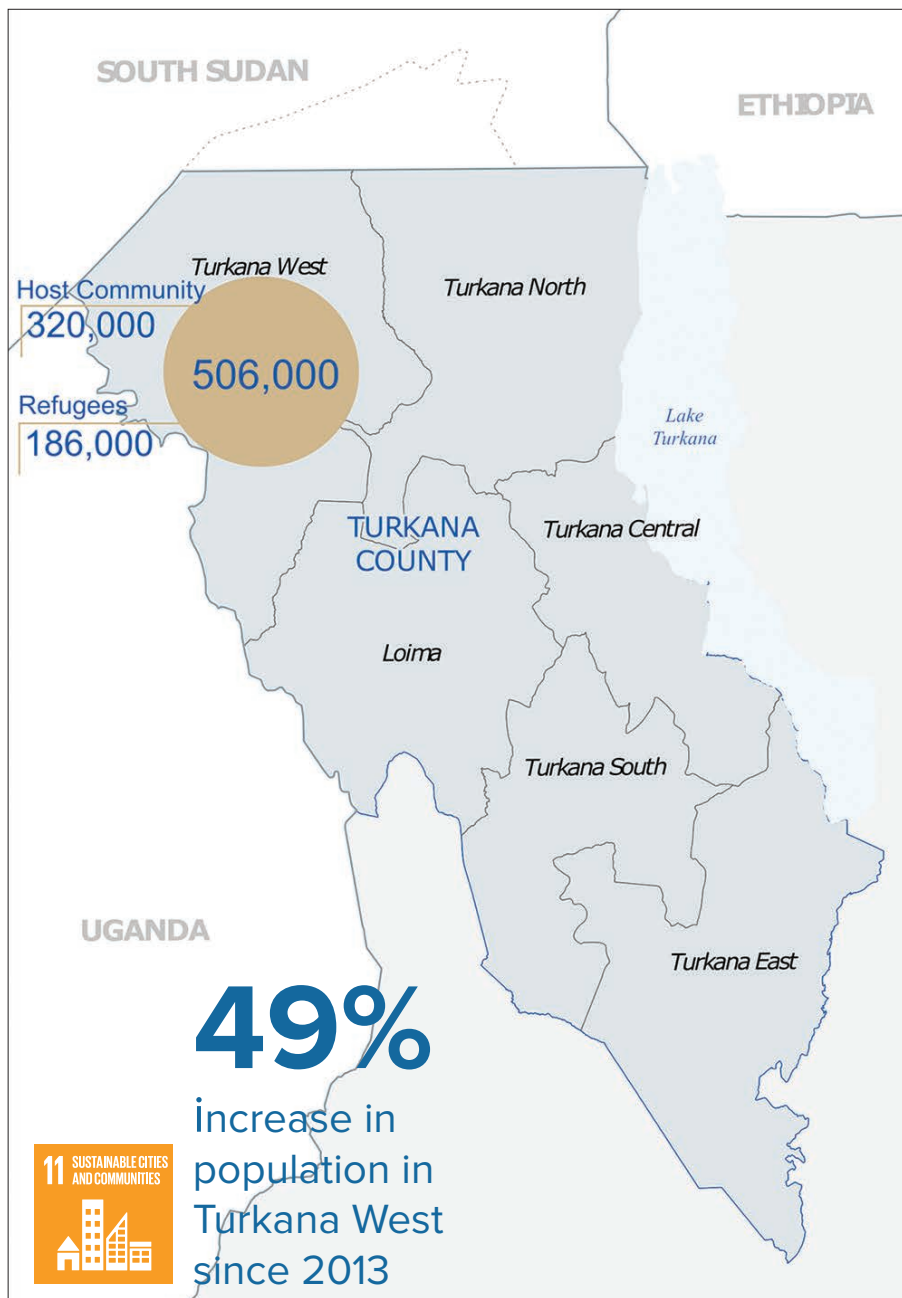 SOUTH SUDAN
ETHIOPIA
Turkana West
Turkana North
Host Community
320,000
506,000
Refugees
186,000
Lake
Turkana
TURKANA
COUNTY
Turkana Central
Loima
Turkana South
UGANDA
Turkana East
49%
Increase in
population in
Turkana West
since 2013
11 SUSTAINABLE CITIES
AND COMMUNITIES